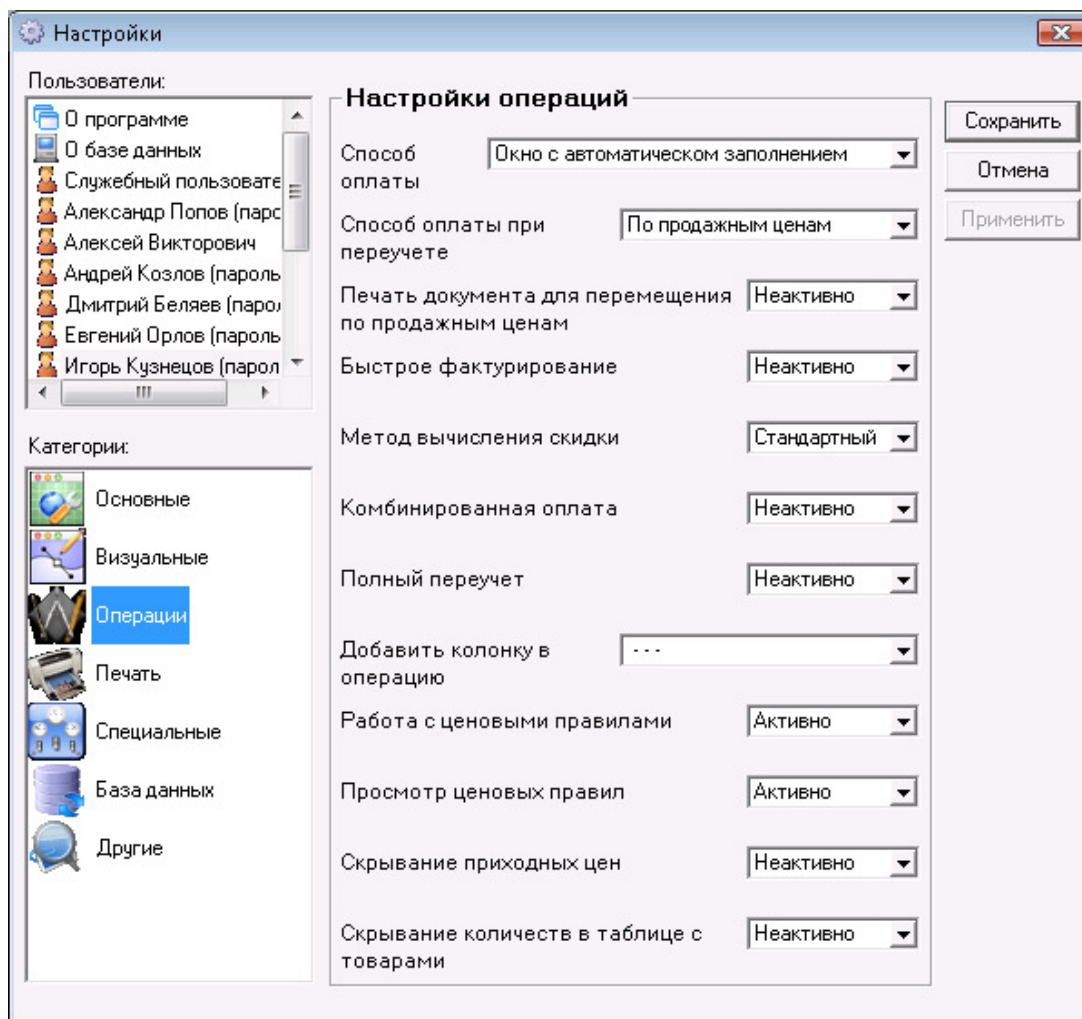 Настройки
Пользователи:
О программе
О базе данных
Служебный пользовате
Александр Попов (парс
Алексей Викторович
Андрей Козлов (пароль
Дмитрий Беляев (парол
Евгений Орлов (пароль
Игорь Кузнецов (парол
Категории:
Основные
Визуальные
Операции
Печать
Специальные
База данных
Другие
Настройки операций
Способ оплаты
Окно с автоматическом заполнением
Способ оплаты при переучете
По продажным ценам
Печать документа для перемещения
по продажным ценам
Неактивно
Быстрое фактурирование
Неактивно
Метод вычисления скидки
Стандартный
Комбинированная оплата
Неактивно
Полный переучет
Неактивно
Добавить колонку в операцию
---
Работа с ценовыми правилами
Активно
Просмотр ценовых правил
Активно
Скрывание приходных цен
Неактивно
Скрывание количеств в таблице с
товарами
Неактивно
Сохранить
Отмена
Применить